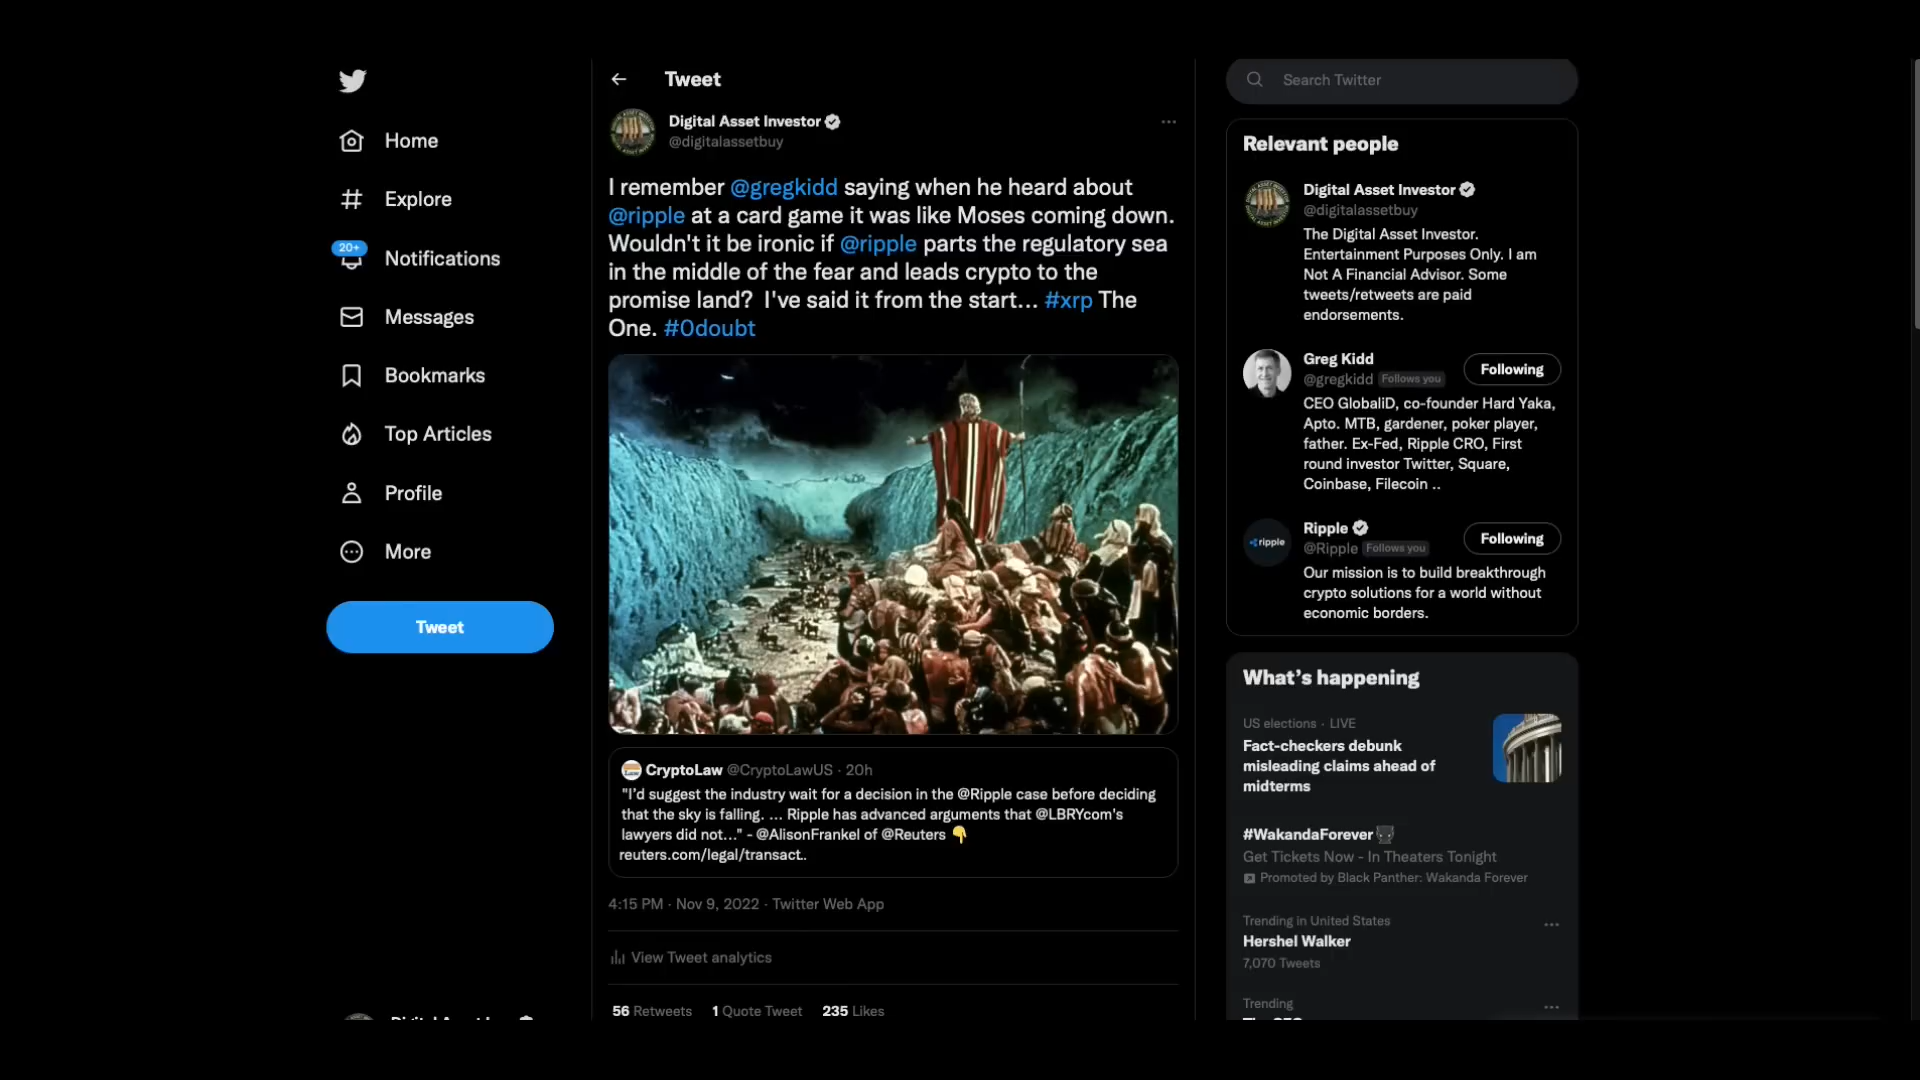 Home
Explore
20+
Notifications
Messages
Bookmarks
Top Articles
Profile
More
Tweet
Tweet
Digital Asset Investor
@digitalassetbuy
I remember @gregkidd saying when he heard about
@ripple at a card game it was like Moses coming down.
Wouldn't it be ironic if @ripple parts the regulatory sea
in the middle of the fear and leads crypto to the
promise land?  I've said it from the start... #xrp The
One. #0doubt
CryptoLaw @CryptoLawUS · 20h
"I'd suggest the industry wait for a decision in the @Ripple case before deciding
that the sky is falling. ... Ripple has advanced arguments that @LBRYcom's
lawyers did not..." - @AlisonFrankel of @Reuters 👇
reuters.com/legal/transact..
4:15 PM · Nov 9, 2022 · Twitter Web App
View Tweet analytics
56 Retweets 1 Quote Tweet 235 Likes
Search Twitter
Relevant people
Digital Asset Investor
@digitalassetbuy
The Digital Asset Investor.
Entertainment Purposes Only. I am
Not A Financial Advisor. Some
tweets/retweets are paid
endorsements.
Greg Kidd
@gregkidd Follows you
Following
CEO GlobaliD, co-founder Hard Yaka,
Apto. MTB, gardener, poker player,
father. Ex-Fed, Ripple CRO, First
round investor Twitter, Square,
Coinbase, Filecoin ..
ripple
Ripple
@Ripple Follows you
Following
Our mission is to build breakthrough
crypto solutions for a world without
economic borders.
What's happening
US elections · LIVE
Fact-checkers debunk
misleading claims ahead of
midterms
#WakandaForever
Get Tickets Now - In Theaters Tonight
Promoted by Black Panther: Wakanda Forever
Trending in United States
Hershel Walker
7,070 Tweets
Trending